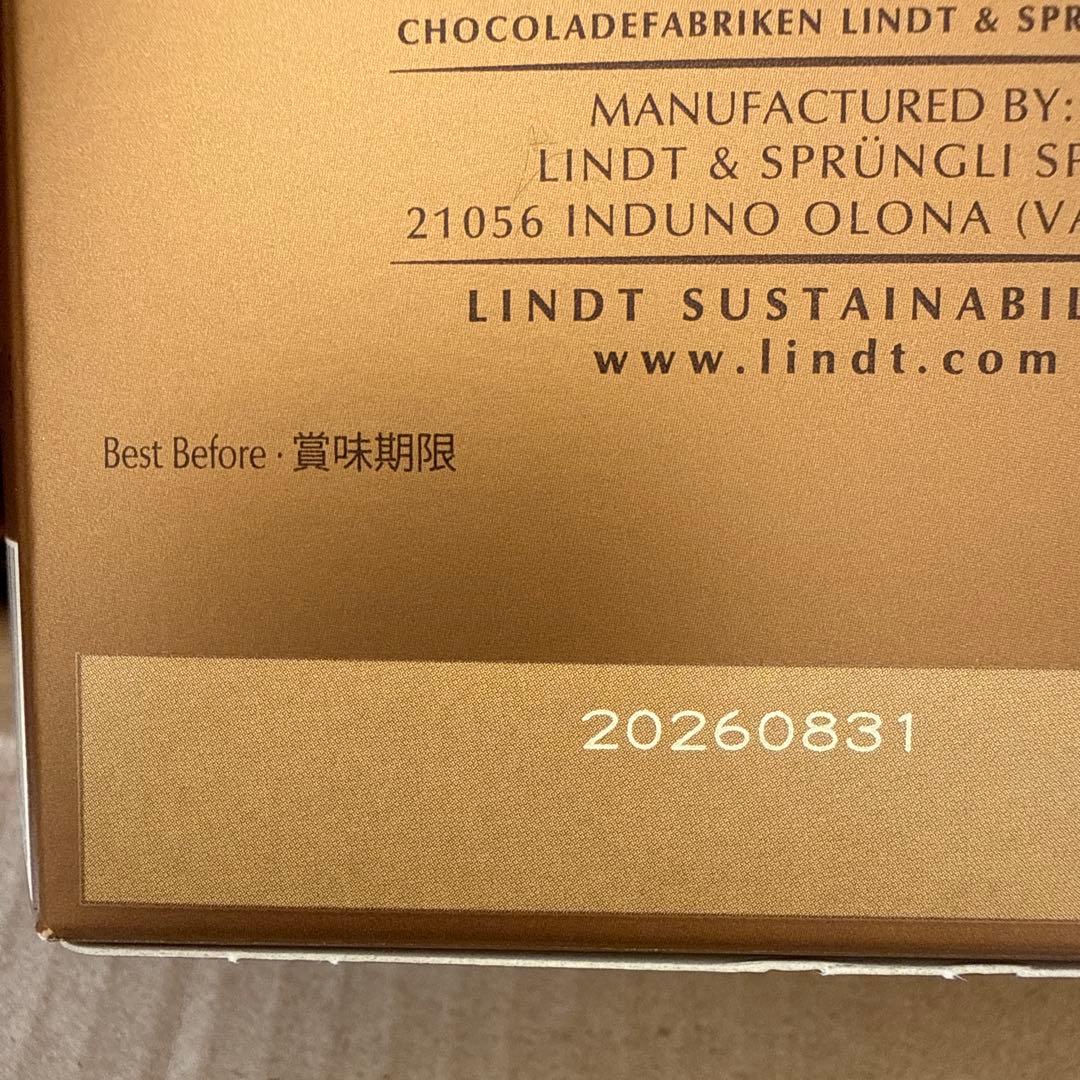 CHOCOLADEFABRIKEN LINDT & SPR
MANUFACTURED BY:
LINDT & SPRÜNGLI SP
21056 INDUNO OLONA (VA
LINDT SUSTAINABIL
www.lindt.com
Best Before · 賞味期限
20260831